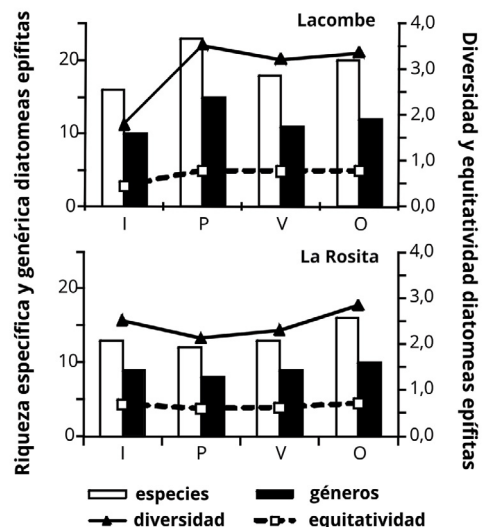 Riqueza específica y genérica diatomeas epífitas
Lacombe
20
10
0
4,0
3,0
2,0
1,0
0,0
I P V O
La Rosita
20
10
0
4,0
3,0
2,0
1,0
0,0
I P V O
Diversidad y equitatividad diatomeas epífitas
especies géneros
diversidad equitatividad